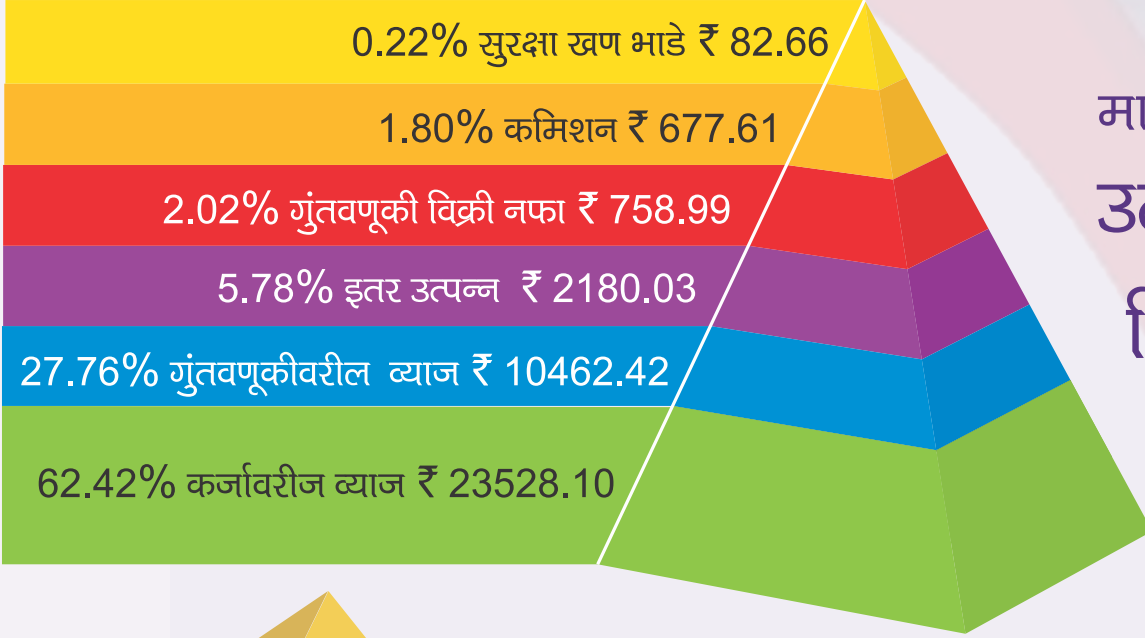 0.22% सुरक्षा खण भाडे ₹ 82.66
1.80% कमिशन ₹ 677.61
2.02% गुंतवणूकी विक्री नफा ₹ 758.99
5.78% इतर उत्पन्न ₹ 2180.03
27.76% गुंतवणूकीवरील व्याज ₹ 10462.42
62.42% कर्जावरीज व्याज ₹ 23528.10